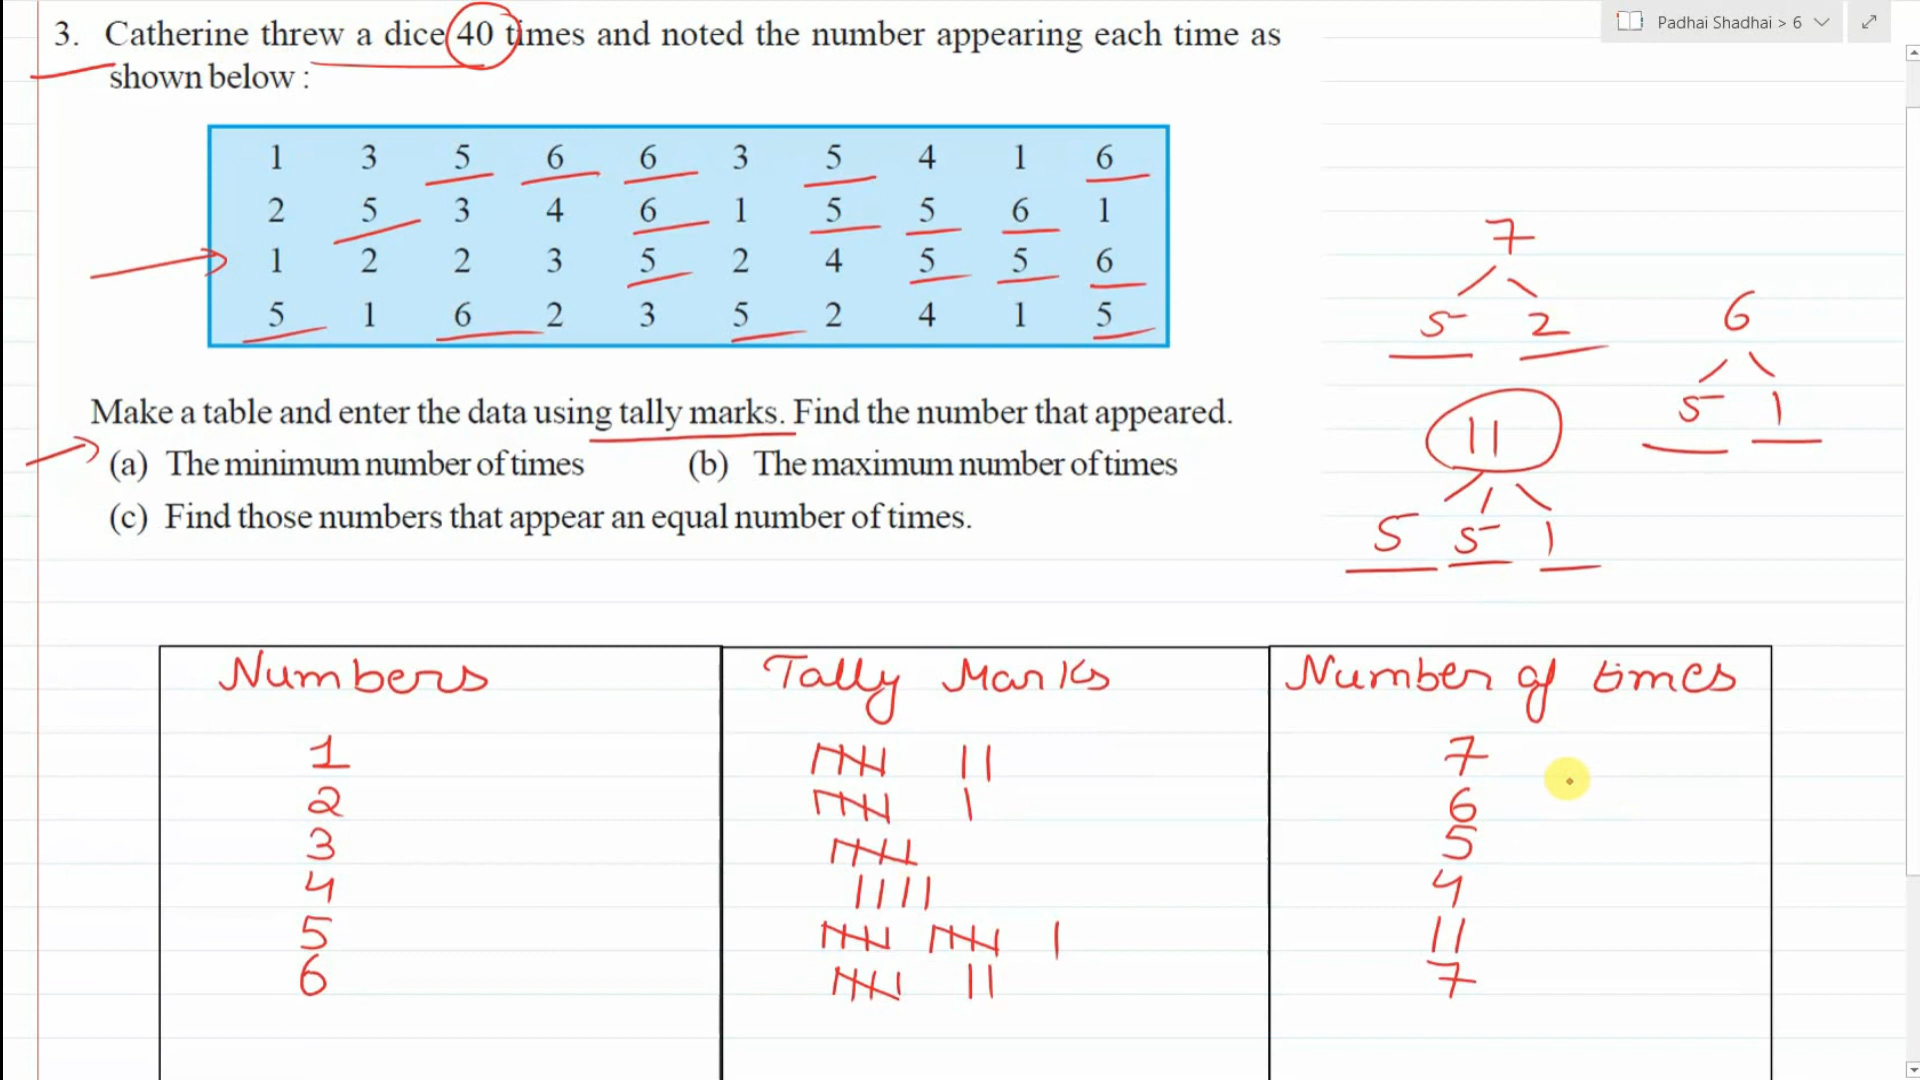 Padhai Shadhai > 6
3. Catherine threw a dice 40 times and noted the number appearing each time as
shown below :
1 3 5 6 6 3 5 4 1 6
2 5 3 4 6 1 5 5 6 1
1 2 2 3 5 2 4 5 5 6
5 1 6 2 3 5 2 4 1 5
Make a table and enter the data using tally marks. Find the number that appeared.
(a) The minimum number of times (b) The maximum number of times
(c) Find those numbers that appear an equal number of times.
7
5 2
6
5 1
11
5 5 1
Numbers Tally Marks Number of times
1 7
2 6
3 5
4 4
5 11
6 7